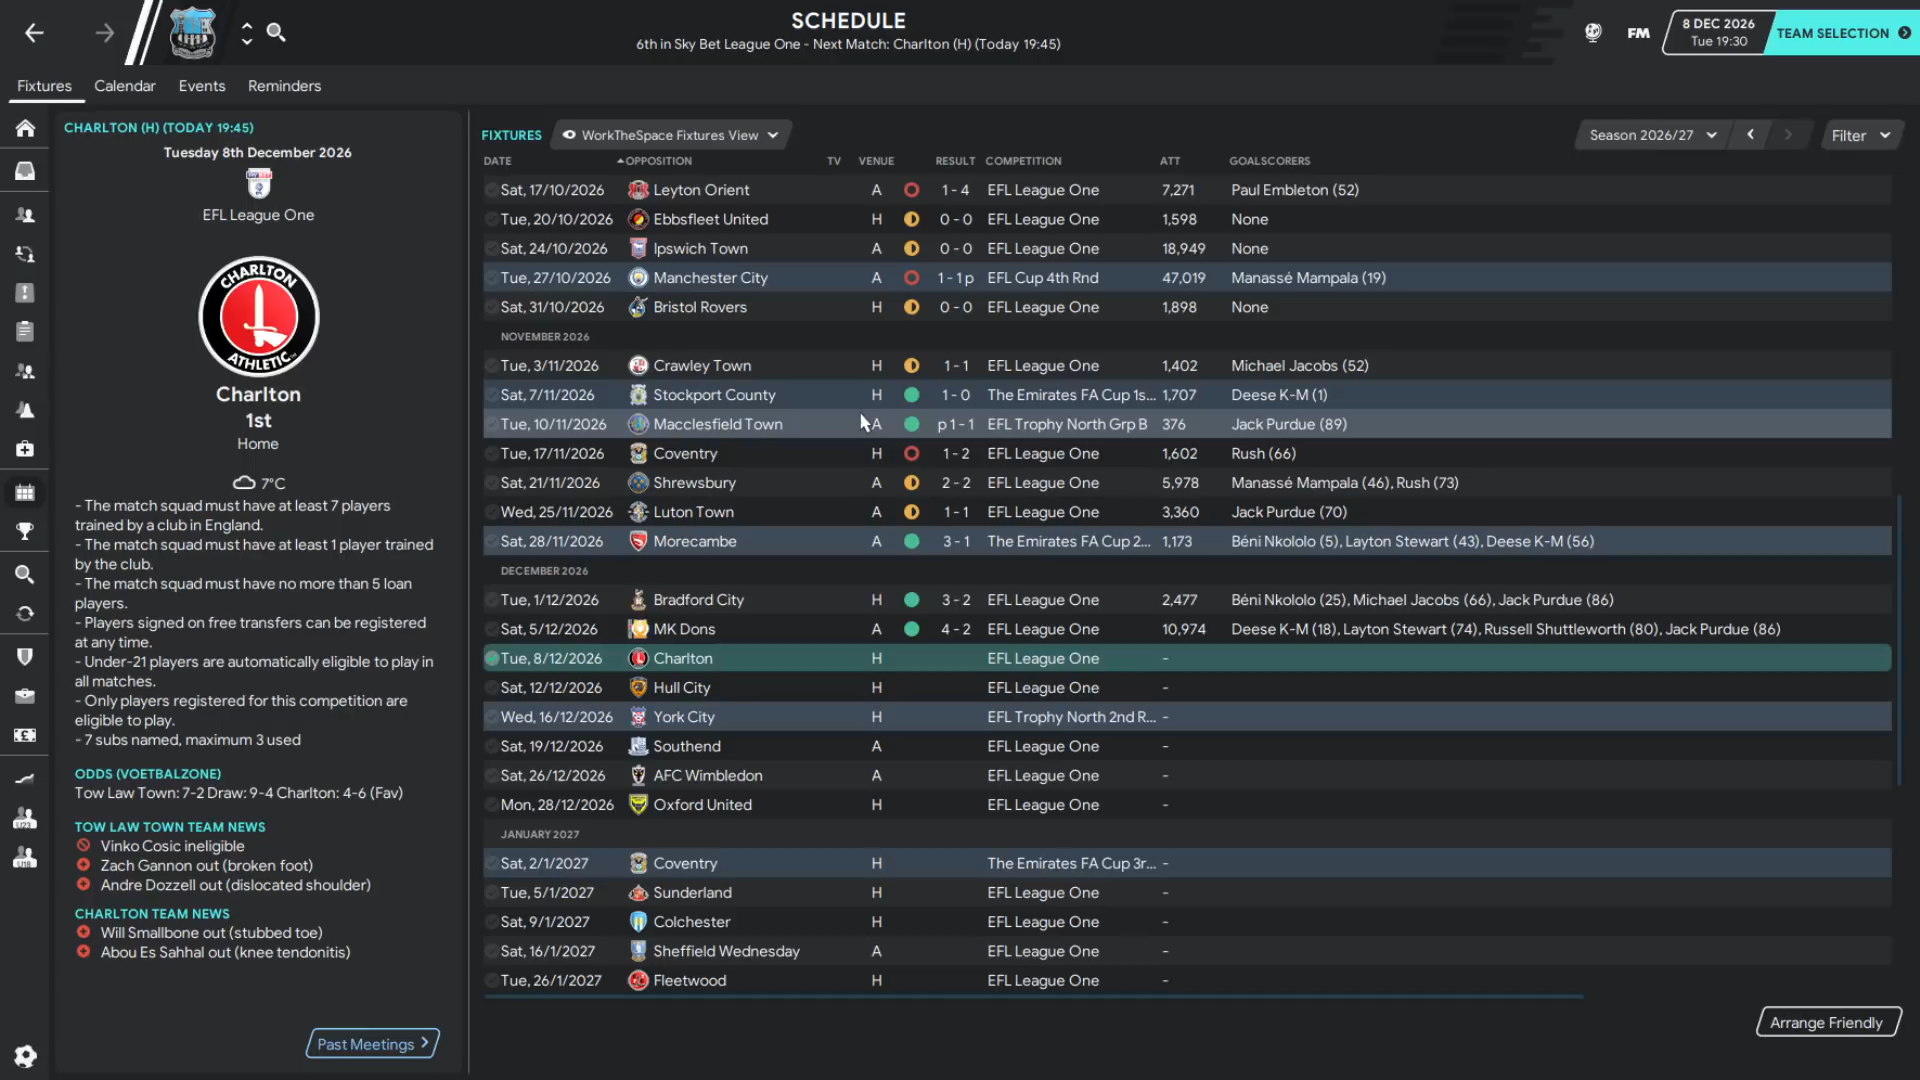 SCHEDULE
6th in Sky Bet League One - Next Match: Charlton (H) (Today 19:45)
FM
8 DEC 2026
Tue 19:30
TEAM SELECTION
Fixtures Calendar Events Reminders
CHARLTON (H) (TODAY 19:45)
Tuesday 8th December 2026
EFL League One
CHARLTON
ATHLETIC
Charlton
1st
Home
7°C
- The match squad must have at least 7 players
trained by a club in England.
- The match squad must have at least 1 player trained
by the club.
- The match squad must have no more than 5 loan
players.
- Players signed on free transfers can be registered
at any time.
- Under-21 players are automatically eligible to play in
all matches.
- Only players registered for this competition are
eligible to play.
- 7 subs named, maximum 3 used
ODDS (VOETBALZONE)
Tow Law Town: 7-2 Draw: 9-4 Charlton: 4-6 (Fav)
TOW LAW TOWN TEAM NEWS
Vinko Cosic ineligible
Zach Gannon out (broken foot)
Andre Dozzell out (dislocated shoulder)
CHARLTON TEAM NEWS
Will Smallbone out (stubbed toe)
Abou Es Sahhal out (knee tendonitis)
Past Meetings
FIXTURES WorkTheSpace Fixtures View
Season 2026/27
Filter
DATE OPPOSITION TV VENUE RESULT COMPETITION ATT GOALSCORERS
Sat, 17/10/2026 Leyton Orient A 1 - 4 EFL League One 7,271 Paul Embleton (52)
Tue, 20/10/2026 Ebbsfleet United H 0 - 0 EFL League One 1,598 None
Sat, 24/10/2026 Ipswich Town A 0 - 0 EFL League One 18,949 None
Tue, 27/10/2026 Manchester City A 1 - 1 p EFL Cup 4th Rnd 47,019 Manassé Mampala (19)
Sat, 31/10/2026 Bristol Rovers H 0 - 0 EFL League One 1,898 None
NOVEMBER 2026
Tue, 3/11/2026 Crawley Town H 1 - 1 EFL League One 1,402 Michael Jacobs (52)
Sat, 7/11/2026 Stockport County H 1 - 0 The Emirates FA Cup 1s... 1,707 Deese K-M (1)
Tue, 10/11/2026 Macclesfield Town A p 1 - 1 EFL Trophy North Grp B 376 Jack Purdue (89)
Tue, 17/11/2026 Coventry H 1 - 2 EFL League One 1,602 Rush (66)
Sat, 21/11/2026 Shrewsbury A 2 - 2 EFL League One 5,978 Manassé Mampala (46), Rush (73)
Wed, 25/11/2026 Luton Town A 1 - 1 EFL League One 3,360 Jack Purdue (70)
Sat, 28/11/2026 Morecambe A 3 - 1 The Emirates FA Cup 2... 1,173 Béni Nkololo (5), Layton Stewart (43), Deese K-M (56)
DECEMBER 2026
Tue, 1/12/2026 Bradford City H 3 - 2 EFL League One 2,477 Béni Nkololo (25), Michael Jacobs (66), Jack Purdue (86)
Sat, 5/12/2026 MK Dons A 4 - 2 EFL League One 10,974 Deese K-M (18), Layton Stewart (74), Russell Shuttleworth (80), Jack Purdue (86)
Tue, 8/12/2026 Charlton H EFL League One -
Sat, 12/12/2026 Hull City H EFL League One -
Wed, 16/12/2026 York City H EFL Trophy North 2nd R... -
Sat, 19/12/2026 Southend A EFL League One -
Sat, 26/12/2026 AFC Wimbledon A EFL League One -
Mon, 28/12/2026 Oxford United H EFL League One -
JANUARY 2027
Sat, 2/1/2027 Coventry H The Emirates FA Cup 3r... -
Tue, 5/1/2027 Sunderland H EFL League One -
Sat, 9/1/2027 Colchester H EFL League One -
Sat, 16/1/2027 Sheffield Wednesday A EFL League One -
Tue, 26/1/2027 Fleetwood H EFL League One -
Arrange Friendly